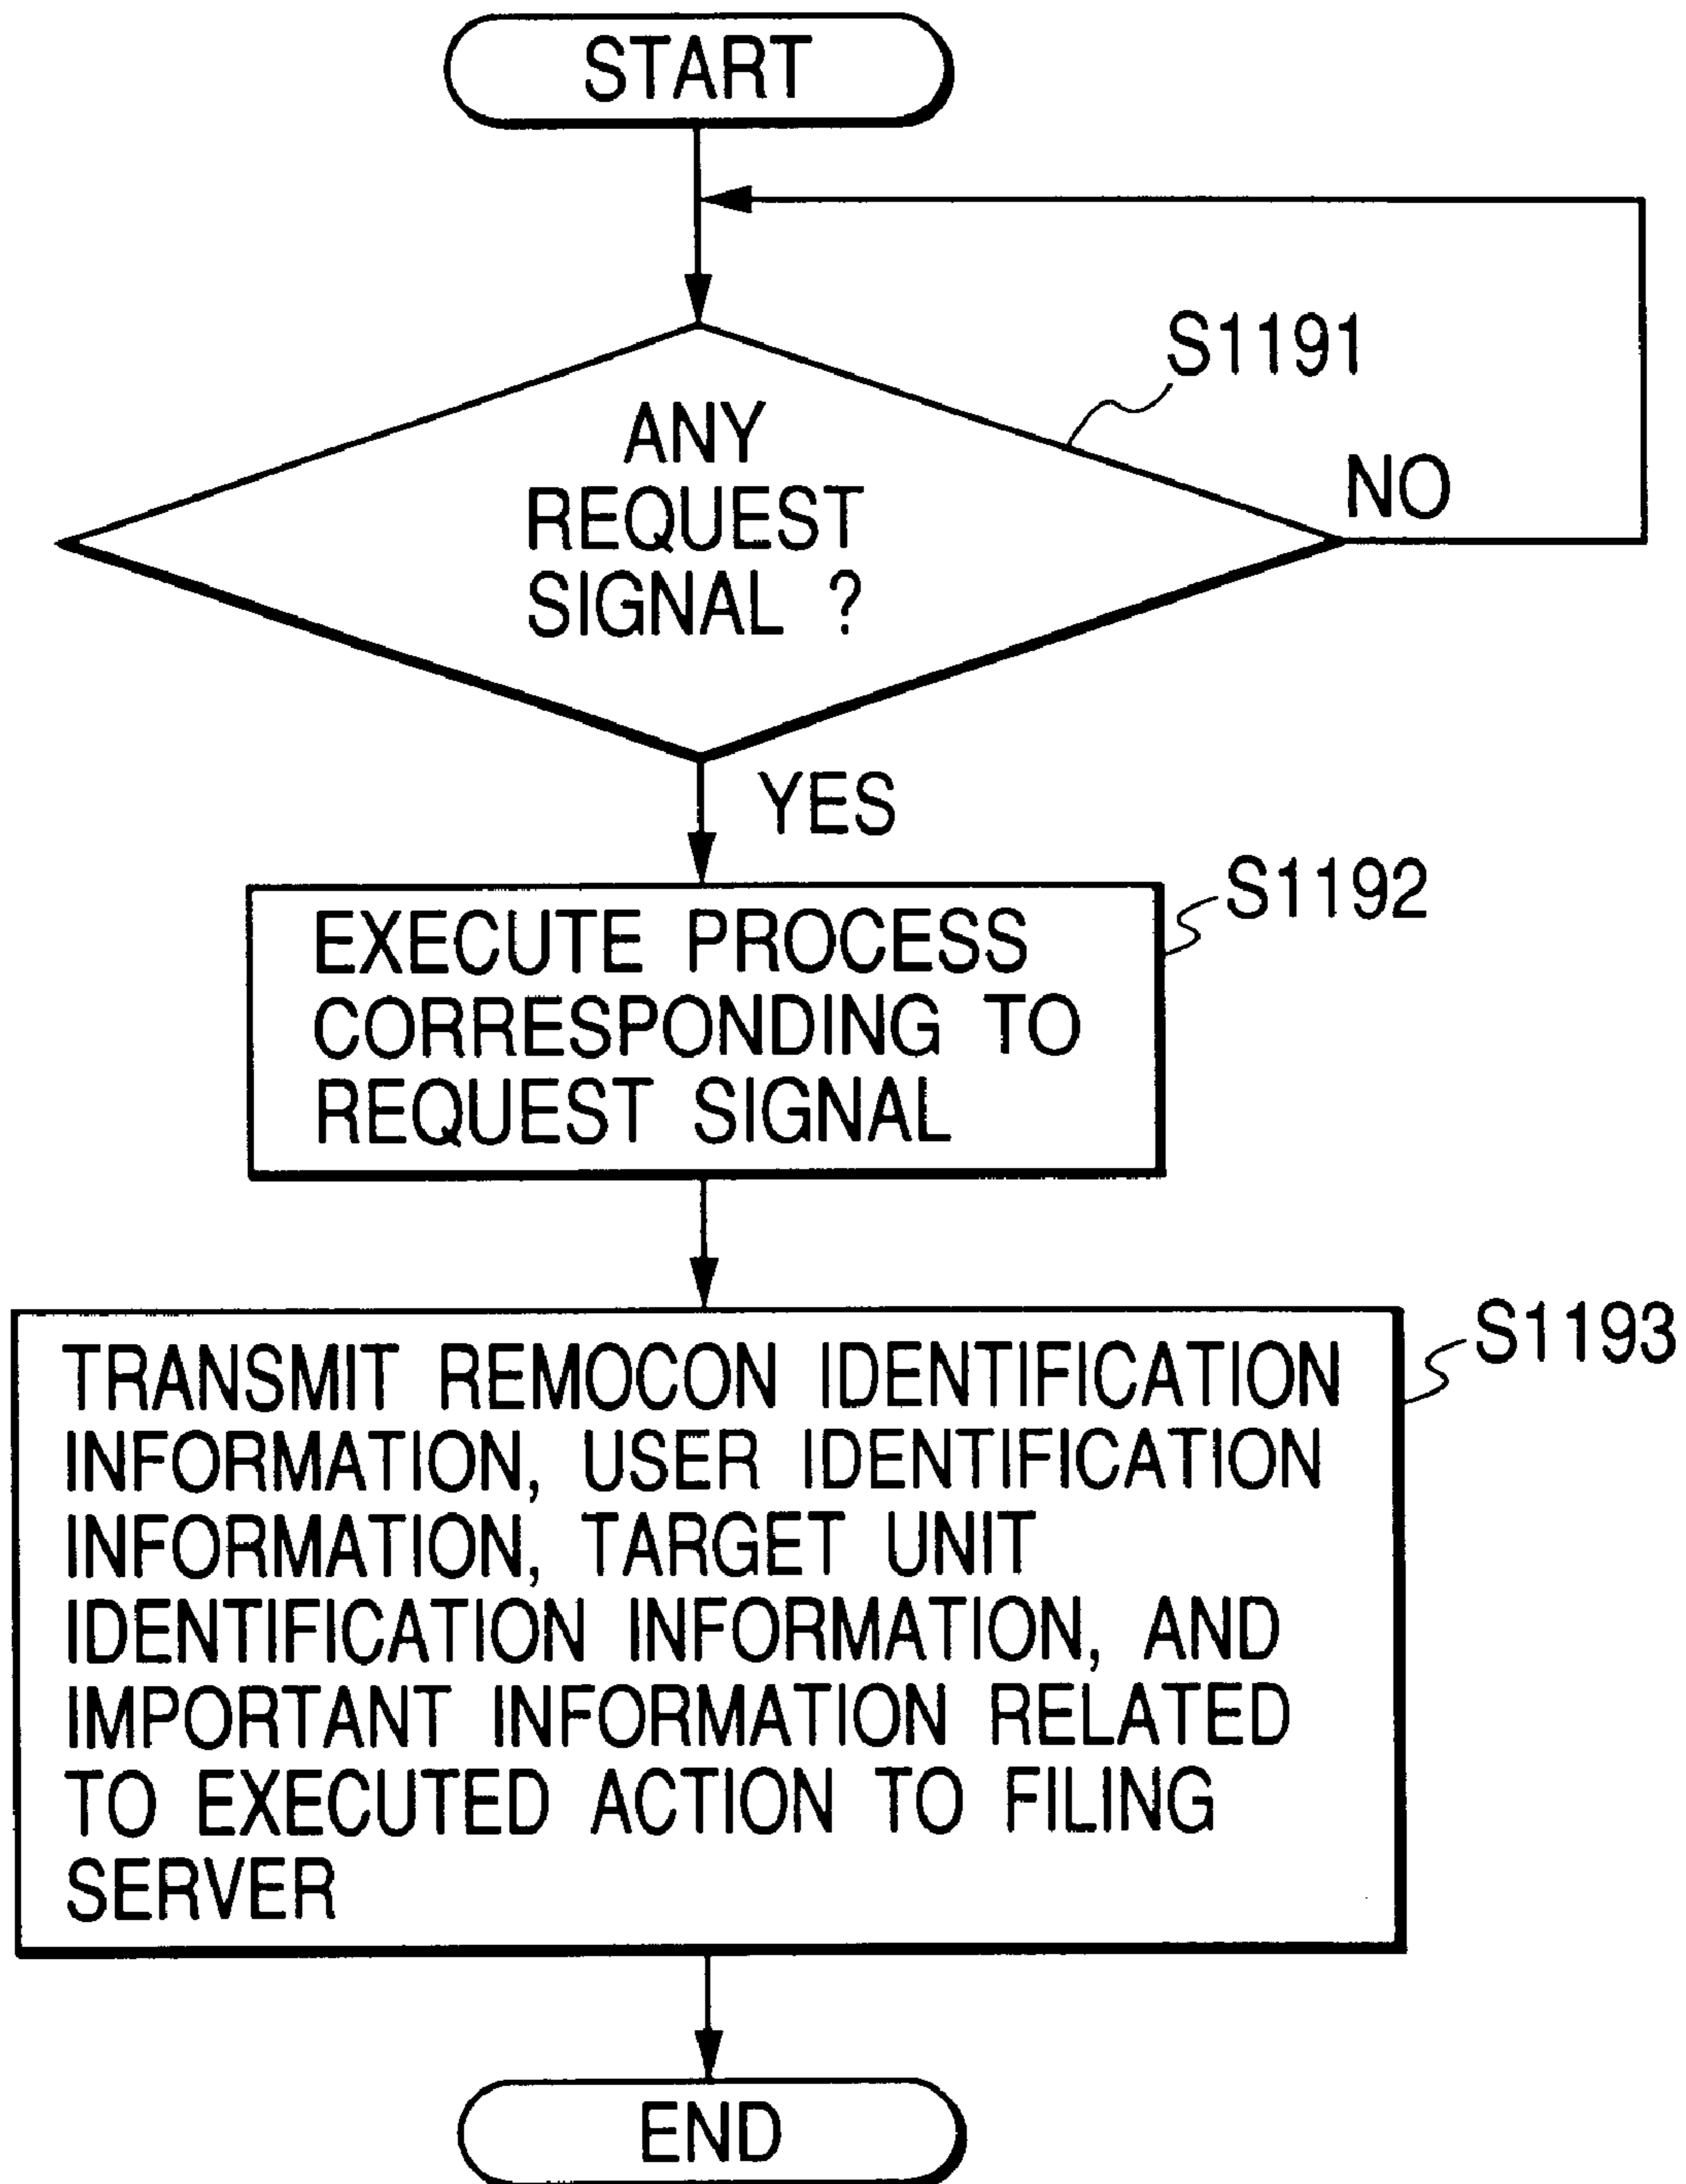 START
S1191
ANY
REQUEST
SIGNAL ?
NO
YES
S1192
EXECUTE PROCESS
CORRESPONDING TO
REQUEST SIGNAL
S1193
TRANSMIT REMOCON IDENTIFICATION
INFORMATION, USER IDENTIFICATION
INFORMATION, TARGET UNIT
IDENTIFICATION INFORMATION, AND
IMPORTANT INFORMATION RELATED
TO EXECUTED ACTION TO FILING
SERVER
END